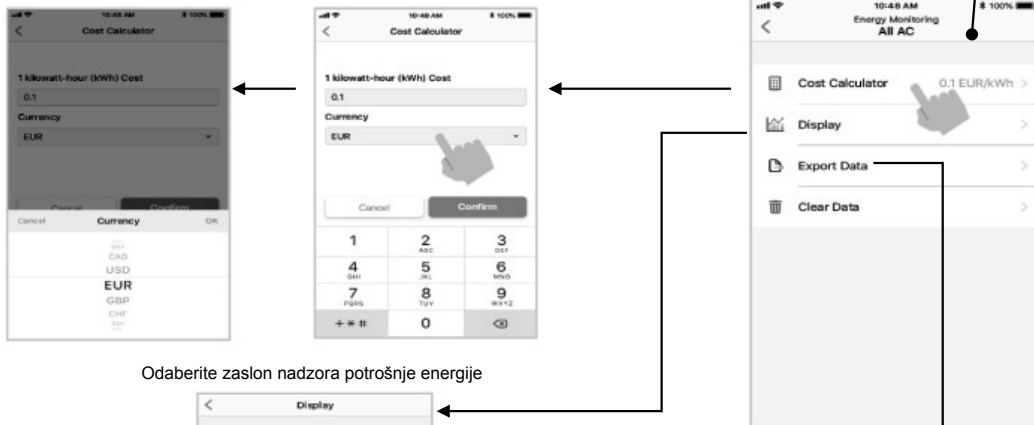 10:48 AM 100%
Cost Calculator
1 kilowatt-hour (kWh) Cost
0.1
Currency
EUR
Cancel Confirm
Cancel Currency OK
CAD
USD
EUR
GBP
CHF
10:48 AM 100%
Cost Calculator
1 kilowatt-hour (kWh) Cost
0.1
Currency
EUR
Cancel Confirm
1 2 3
ABC DEF
4 5 6
GHI JKL MNO
7 8 9
PQRS TUV WXYZ
+ * # 0
10:48 AM 100%
Energy Monitoring
All AC
Cost Calculator 0.1 EUR/kWh >
Display >
Export Data >
Clear Data >
Odaberite zaslon nadzora potrošnje energije
Display